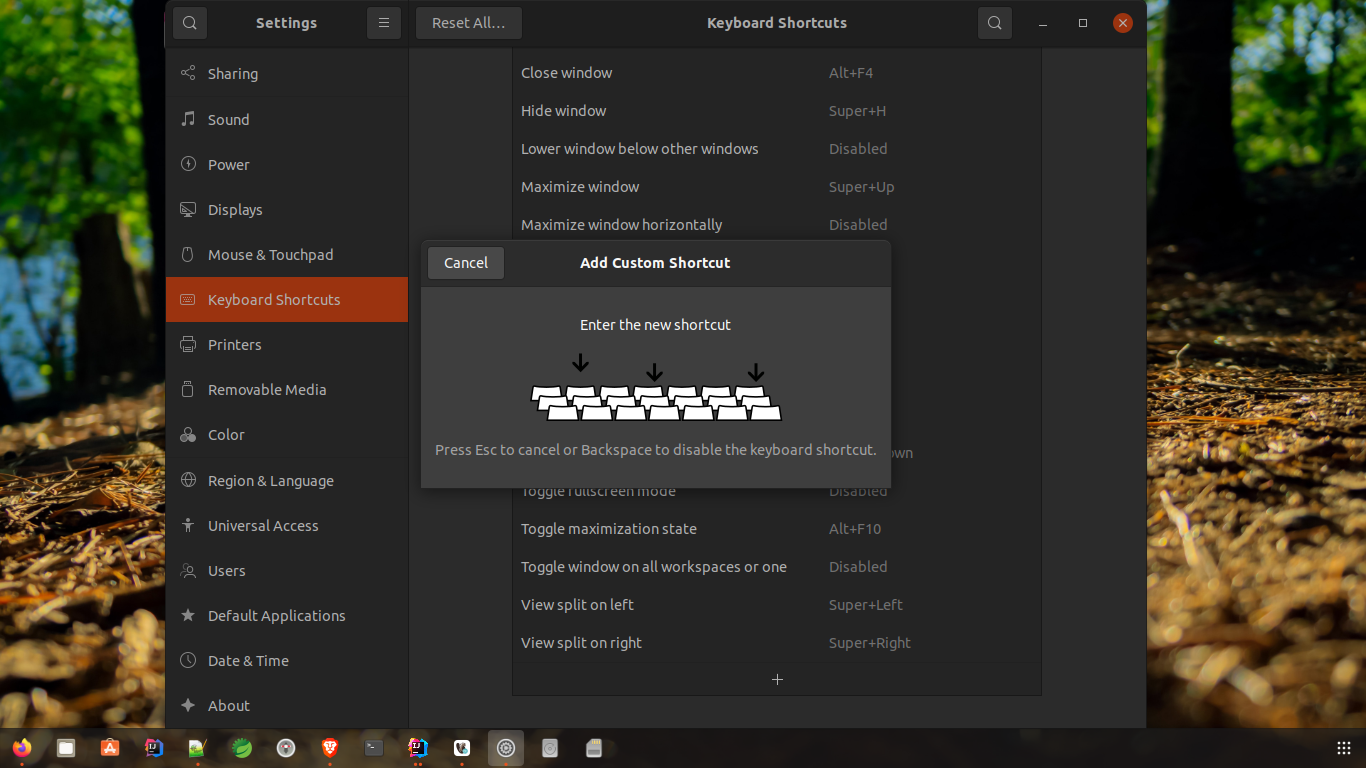 Settings
Reset All...
Keyboard Shortcuts
Sharing
Sound
Power
Displays
Mouse & Touchpad
Keyboard Shortcuts
Printers
Removable Media
Color
Region & Language
Universal Access
Users
Default Applications
Date & Time
About
Close window Alt+F4
Hide window Super+H
Lower window below other windows Disabled
Maximize window Super+Up
Maximize window horizontally Disabled
Cancel
Add Custom Shortcut
Enter the new shortcut
Press Esc to cancel or Backspace to disable the keyboard shortcut.
Toggle fullscreen mode Disabled
Toggle maximization state Alt+F10
Toggle window on all workspaces or one Disabled
View split on left Super+Left
View split on right Super+Right